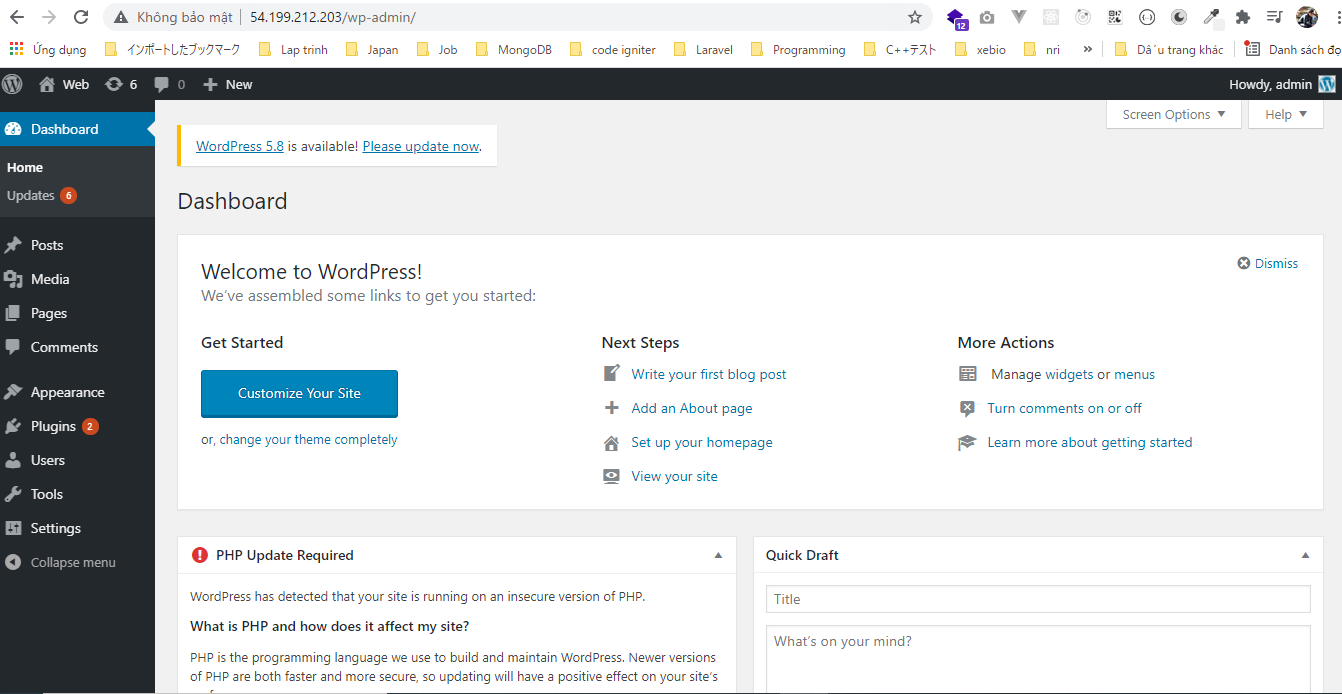 Không bảo mật | 54.199.212.203/wp-admin/
12
Ứng dụng インポートしたブックマーク Lap trinh Japan Job MongoDB code igniter Laravel Programming C++テスト xebio nri » Dâ´u trang khác Danh sách đọ
Web 6 0 New Howdy, admin
Dashboard
Home
Updates 6
Posts
Media
Pages
Comments
Appearance
Plugins 2
Users
Tools
Settings
Collapse menu
Screen Options Help
WordPress 5.8 is available! Please update now.
Dashboard
Welcome to WordPress!
Dismiss
We've assembled some links to get you started:
Get Started
Customize Your Site
or, change your theme completely
Next Steps
Write your first blog post
Add an About page
Set up your homepage
View your site
More Actions
Manage widgets or menus
Turn comments on or off
Learn more about getting started
PHP Update Required
WordPress has detected that your site is running on an insecure version of PHP.
What is PHP and how does it affect my site?
PHP is the programming language we use to build and maintain WordPress. Newer versions
of PHP are both faster and more secure, so updating will have a positive effect on your site's
Quick Draft
Title
What's on your mind?